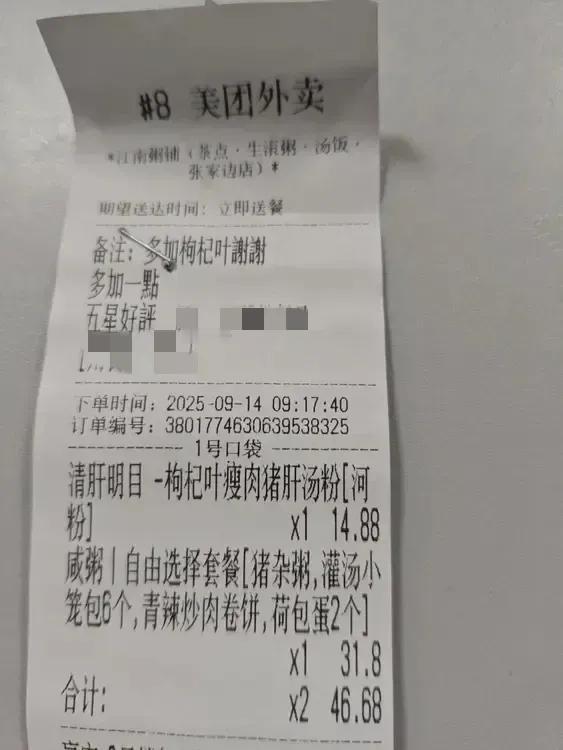 #8 美团外卖
*江南粥铺（茶点·生滚粥·汤饭·
张家边店）*
期望送达时间：立即送餐
备注：多加枸杞叶謝謝
多加一點
五星好評
下单时间：2025-09-14 09:17:40
订单编号：3801774630639538325
1号口袋
清肝明目 -枸杞叶瘦肉猪肝汤粉[河
粉]
x1 14.88
咸粥|自由选择套餐[猪杂粥,灌汤小
笼包6个,青辣炒肉卷饼,荷包蛋2个]
x1 31.8
合计: x2 46.68